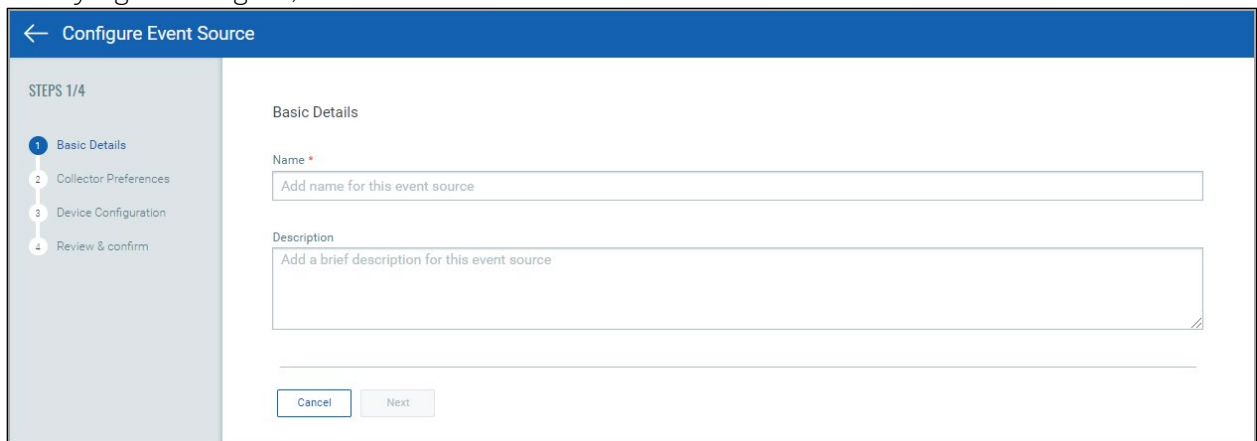 Configure Event Source
STEPS 1/4
1 Basic Details
2 Collector Preferences
3 Device Configuration
4 Review & confirm
Basic Details
Name *
Add name for this event source
Description
Add a brief description for this event source
Cancel Next